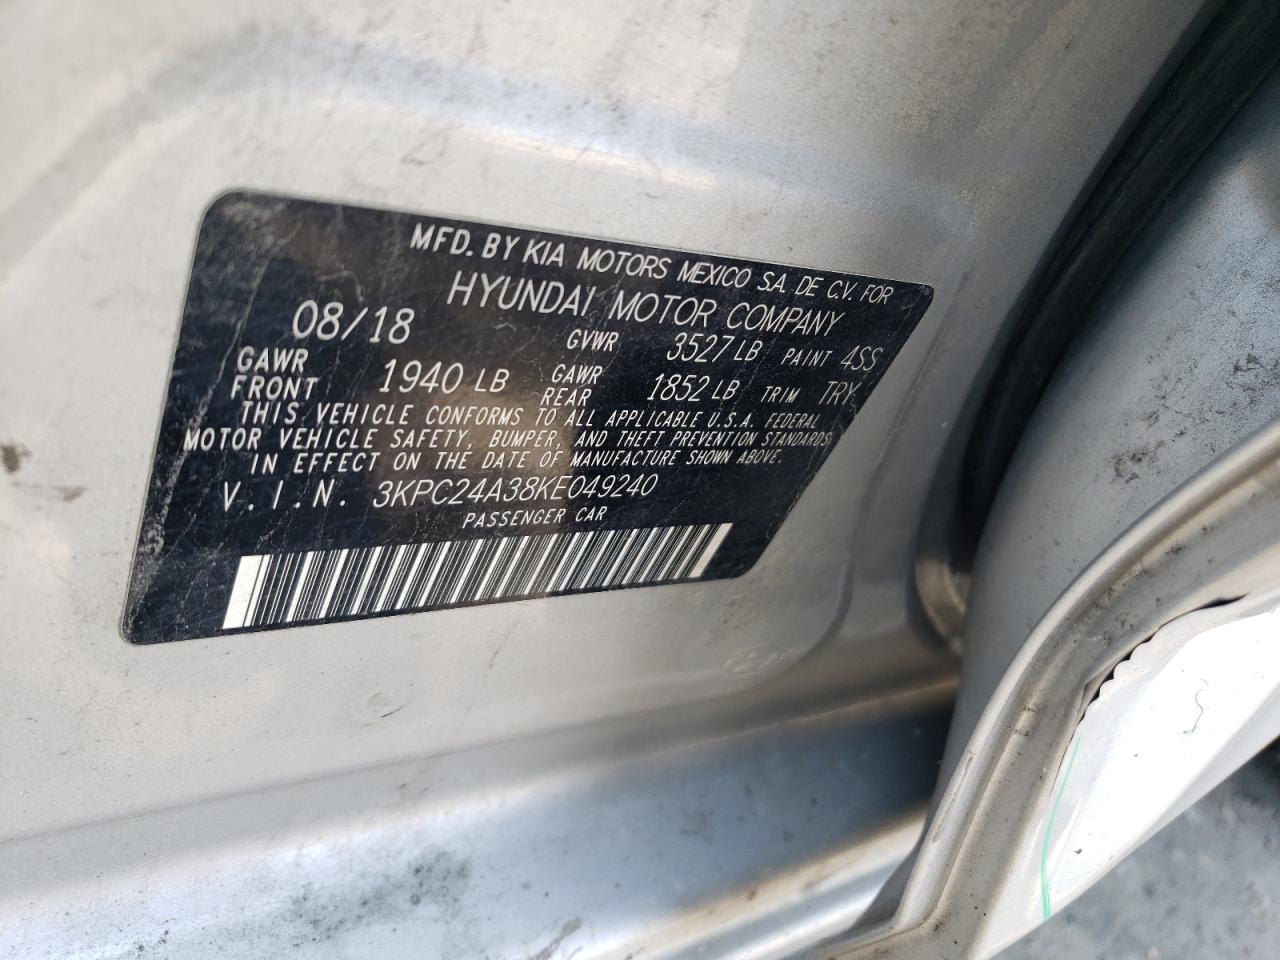 MFD. BY KIA MOTORS MEXICO S.A. DE C.V. FOR
HYUNDAI MOTOR COMPANY
08/18 GVWR 3527 LB PAINT 4SS
GAWR FRONT 1940 LB GAWR REAR 1852 LB TRIM TRY
THIS VEHICLE CONFORMS TO ALL APPLICABLE U.S.A. FEDERAL
MOTOR VEHICLE SAFETY, BUMPER, AND THEFT PREVENTION STANDARDS
IN EFFECT ON THE DATE OF MANUFACTURE SHOWN ABOVE.
V.I.N. 3KPC24A38KE049240
PASSENGER CAR